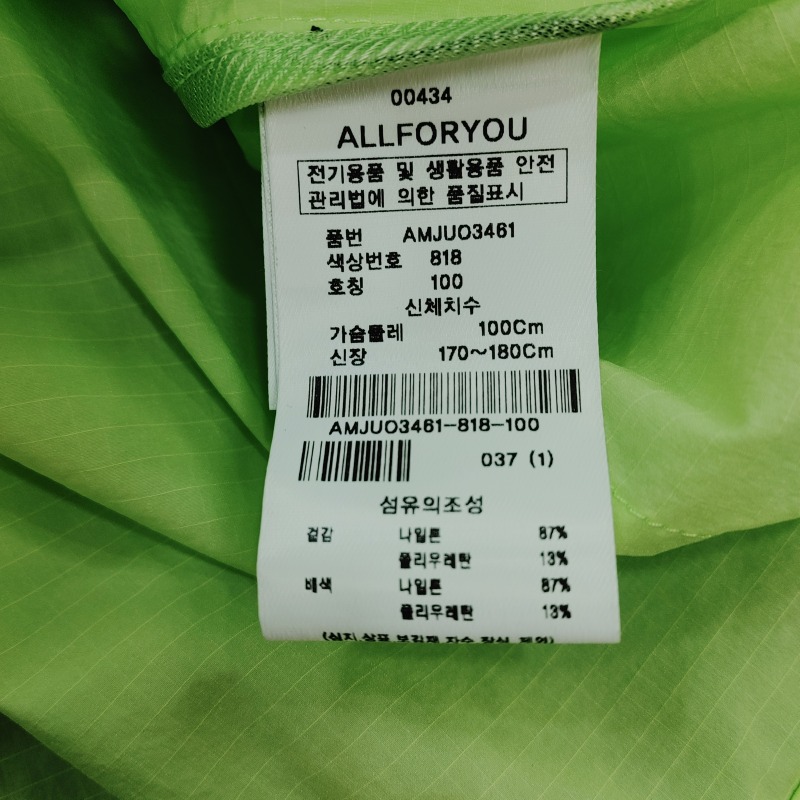 00434
ALLFORYOU
전기용품 및 생활용품 안전
관리법에 의한 품질표시
품번 AMJUO3461
색상번호 818
호칭 100
신체치수
가슴둘레 100Cm
신장 170~180Cm
AMJUO3461-818-100
037 (1)
섬유의조성
겉감 나일론 87%
폴리우레탄 13%
배색 나일론 87%
폴리우레탄 13%